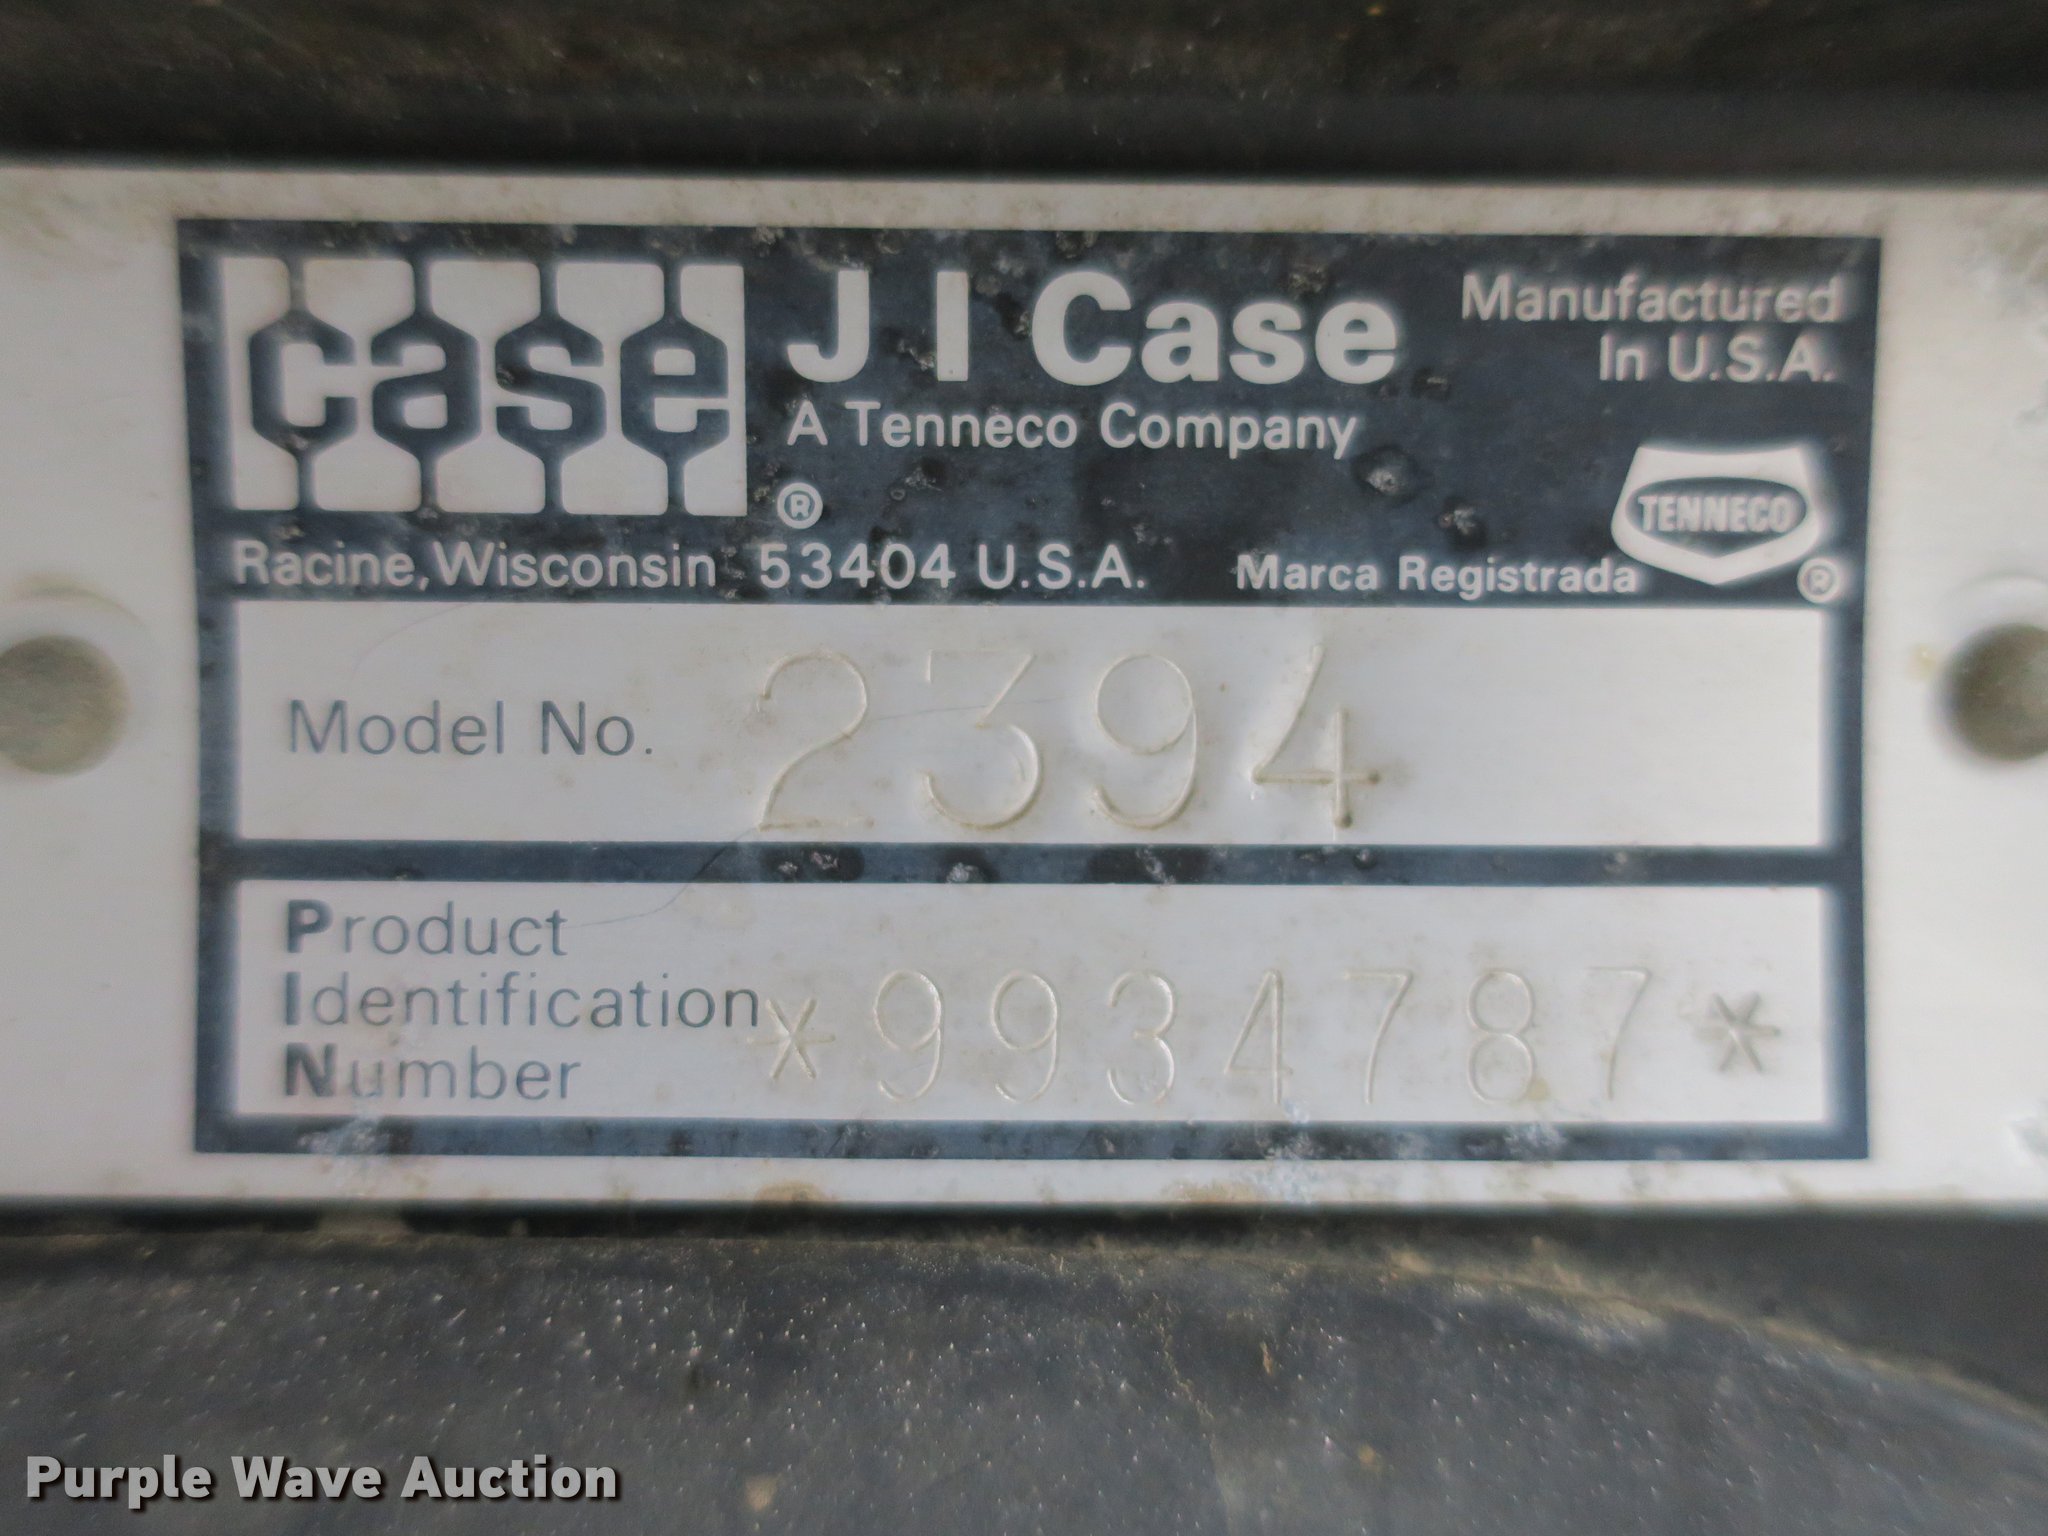 case
J I Case
Manufactured
In U.S.A.
A Tenneco Company
®
TENNECO
Racine, Wisconsin 53404 U.S.A.
Marca Registrada ®
Model No. 2394
Product
Identification *9934787*
Number
Purple Wave Auction